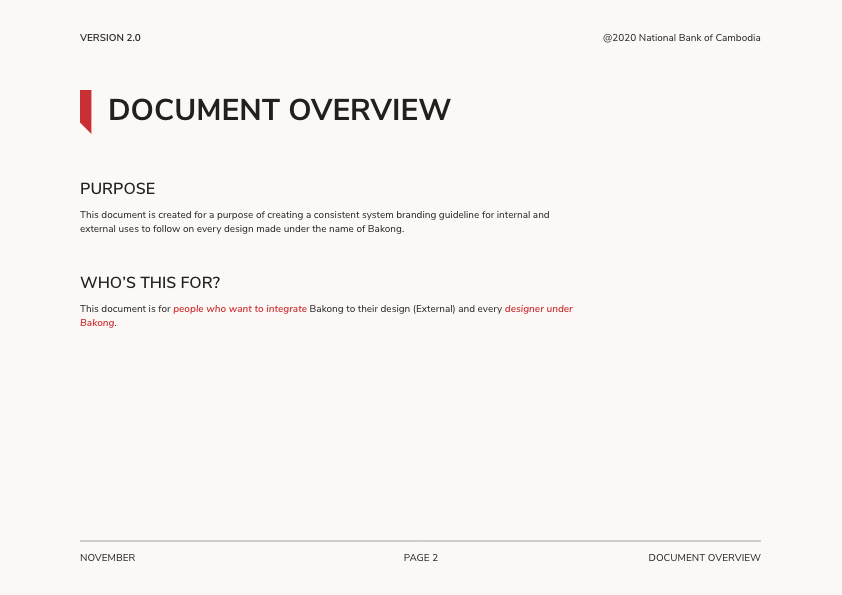 VERSION 2.0
@2020 National Bank of Cambodia
DOCUMENT OVERVIEW
PURPOSE
This document is created for a purpose of creating a consistent system branding guideline for internal and
external uses to follow on every design made under the name of Bakong.
WHO'S THIS FOR?
This document is for people who want to integrate Bakong to their design (External) and every designer under
Bakong.
NOVEMBER
PAGE 2
DOCUMENT OVERVIEW